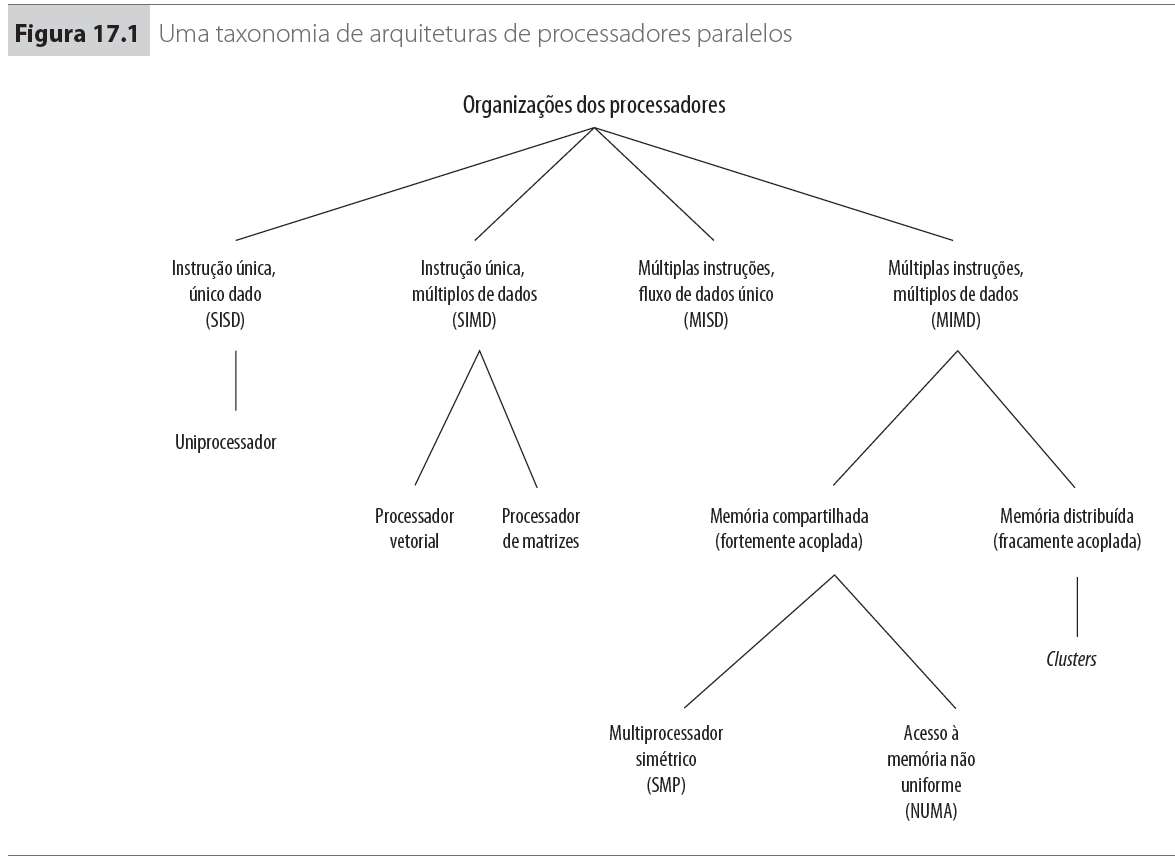 Figura 17.1 Uma taxonomia de arquiteturas de processadores paralelos
Organizações dos processadores
Instrução única,
único dado
(SISD)
Instrução única,
múltiplos de dados
(SIMD)
Múltiplas instruções,
fluxo de dados único
(MISD)
Múltiplas instruções,
múltiplos de dados
(MIMD)
Uniprocessador
Processador
vetorial
Processador
de matrizes
Memória compartilhada
(fortemente acoplada)
Memória distribuída
(fracamente acoplada)
Clusters
Multiprocessador
simétrico
(SMP)
Acesso à
memória não
uniforme
(NUMA)